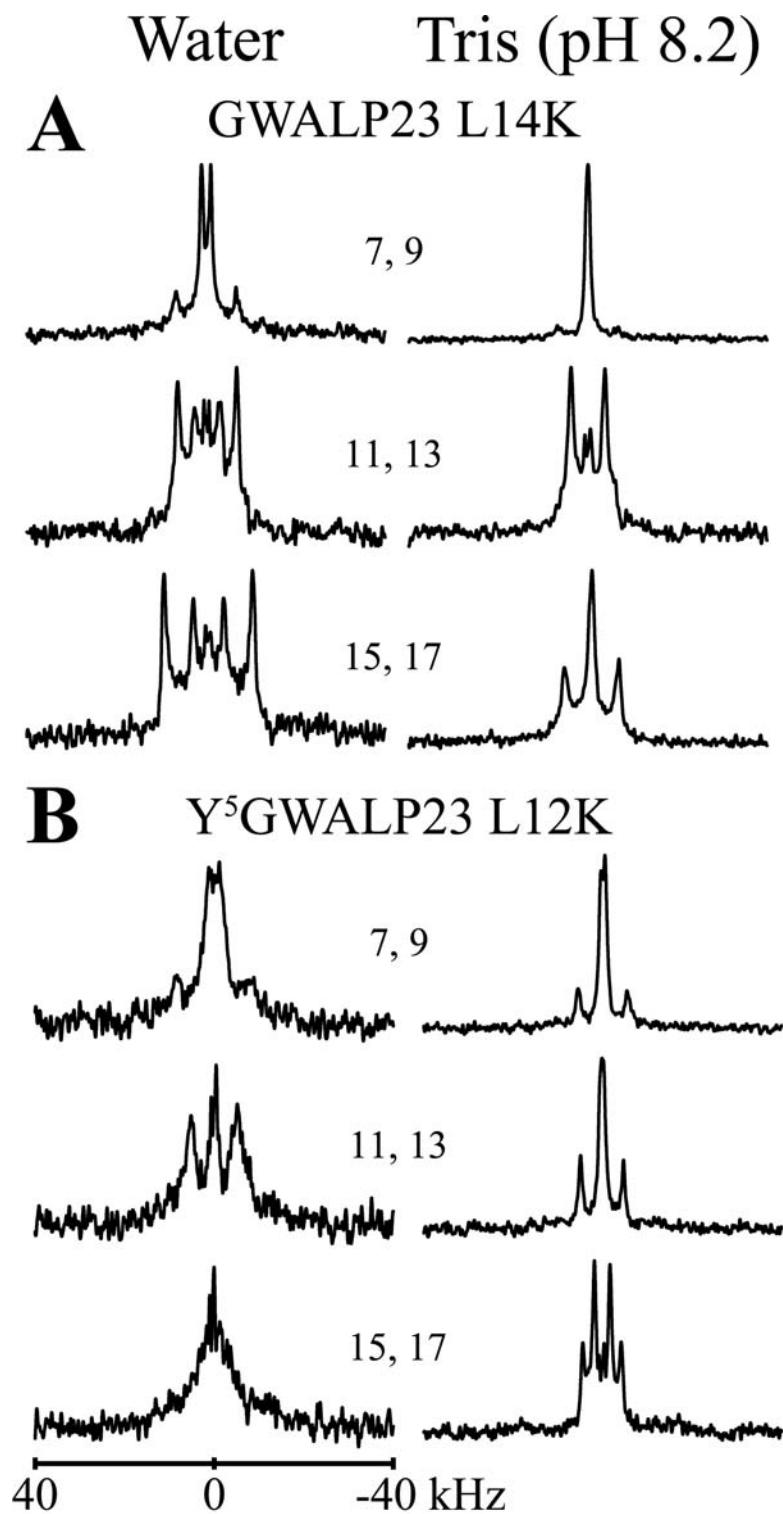 Water Tris (pH 8.2)
A GWALP23 L14K
7, 9
11, 13
15, 17
B Y⁵GWALP23 L12K
7, 9
11, 13
15, 17
40 0 -40 kHz